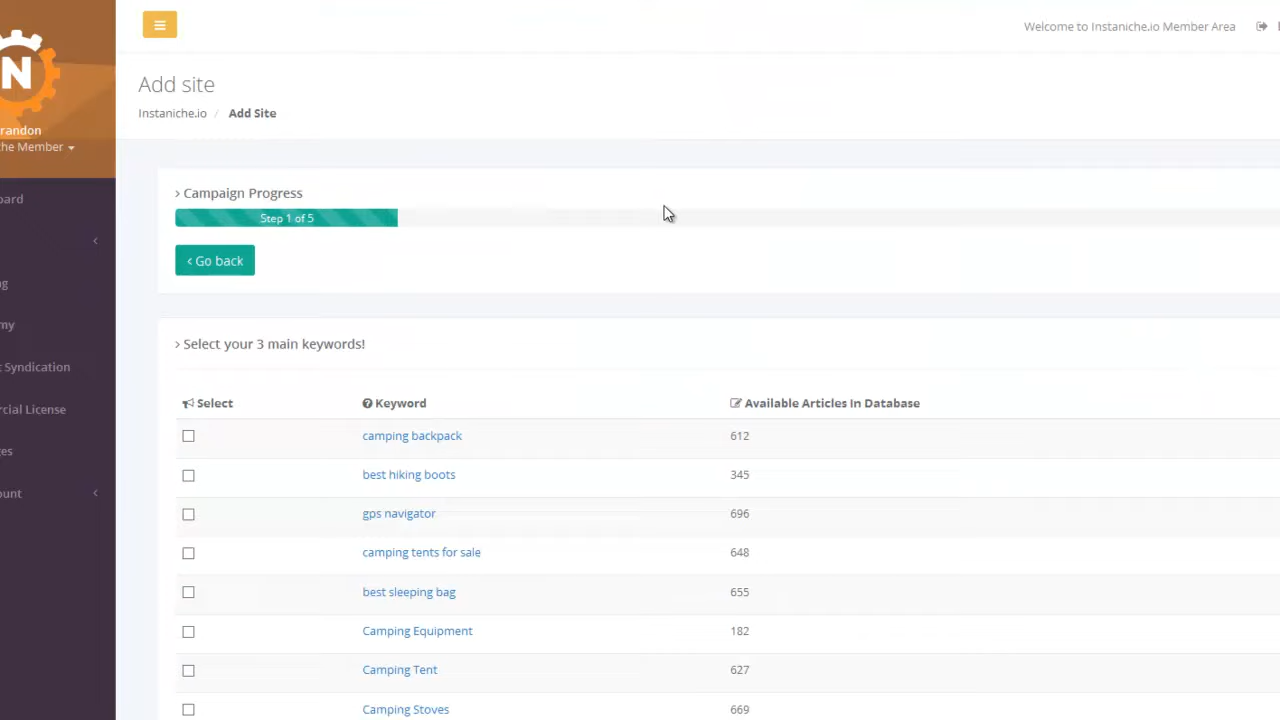 Welcome to Instaniche.io Member Area
N
Add site
Instaniche.io / Add Site
randon
he Member
ard
g
my
t Syndication
cial License
es
ount
> Campaign Progress
Step 1 of 5
< Go back
> Select your 3 main keywords!
Select Keyword Available Articles In Database
camping backpack 612
best hiking boots 345
gps navigator 696
camping tents for sale 648
best sleeping bag 655
Camping Equipment 182
Camping Tent 627
Camping Stoves 669